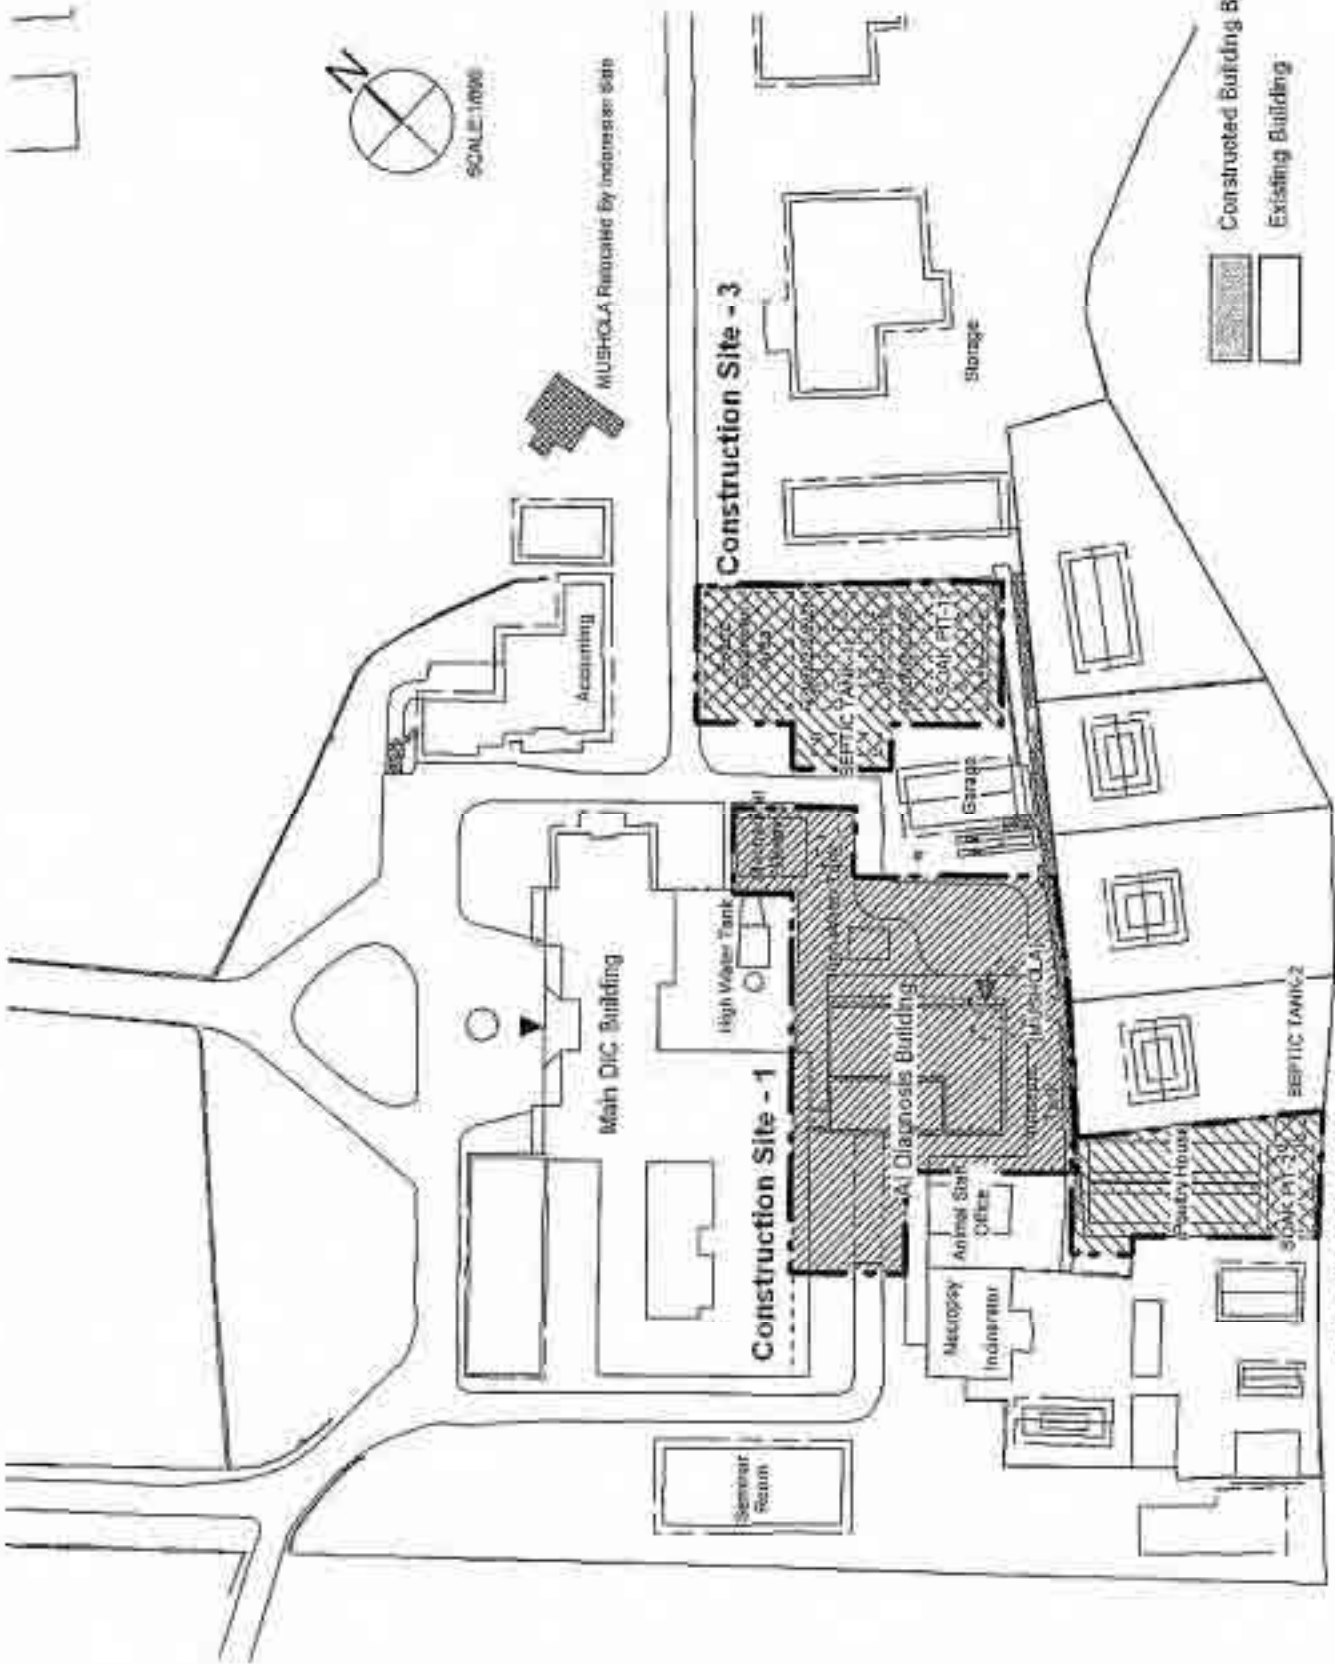 N
SCALE:1/800
MUSHOLA Relocated By Indonesian Side
Constructed Building B
Existing Building
Construction Site - 3
Storage
Accounting
SEPTIC TANK-1
SOAK PIT-1
Garage
Main DIC Building
High Water Tank
Construction Site - 1
[A] Diagnosis Building
(MUSHOLA)
SEPTIC TANK-2
Poultry House
SOAK PIT-2
Animal Staff
Office
Necropsy
Incinerator
Seminar
Room